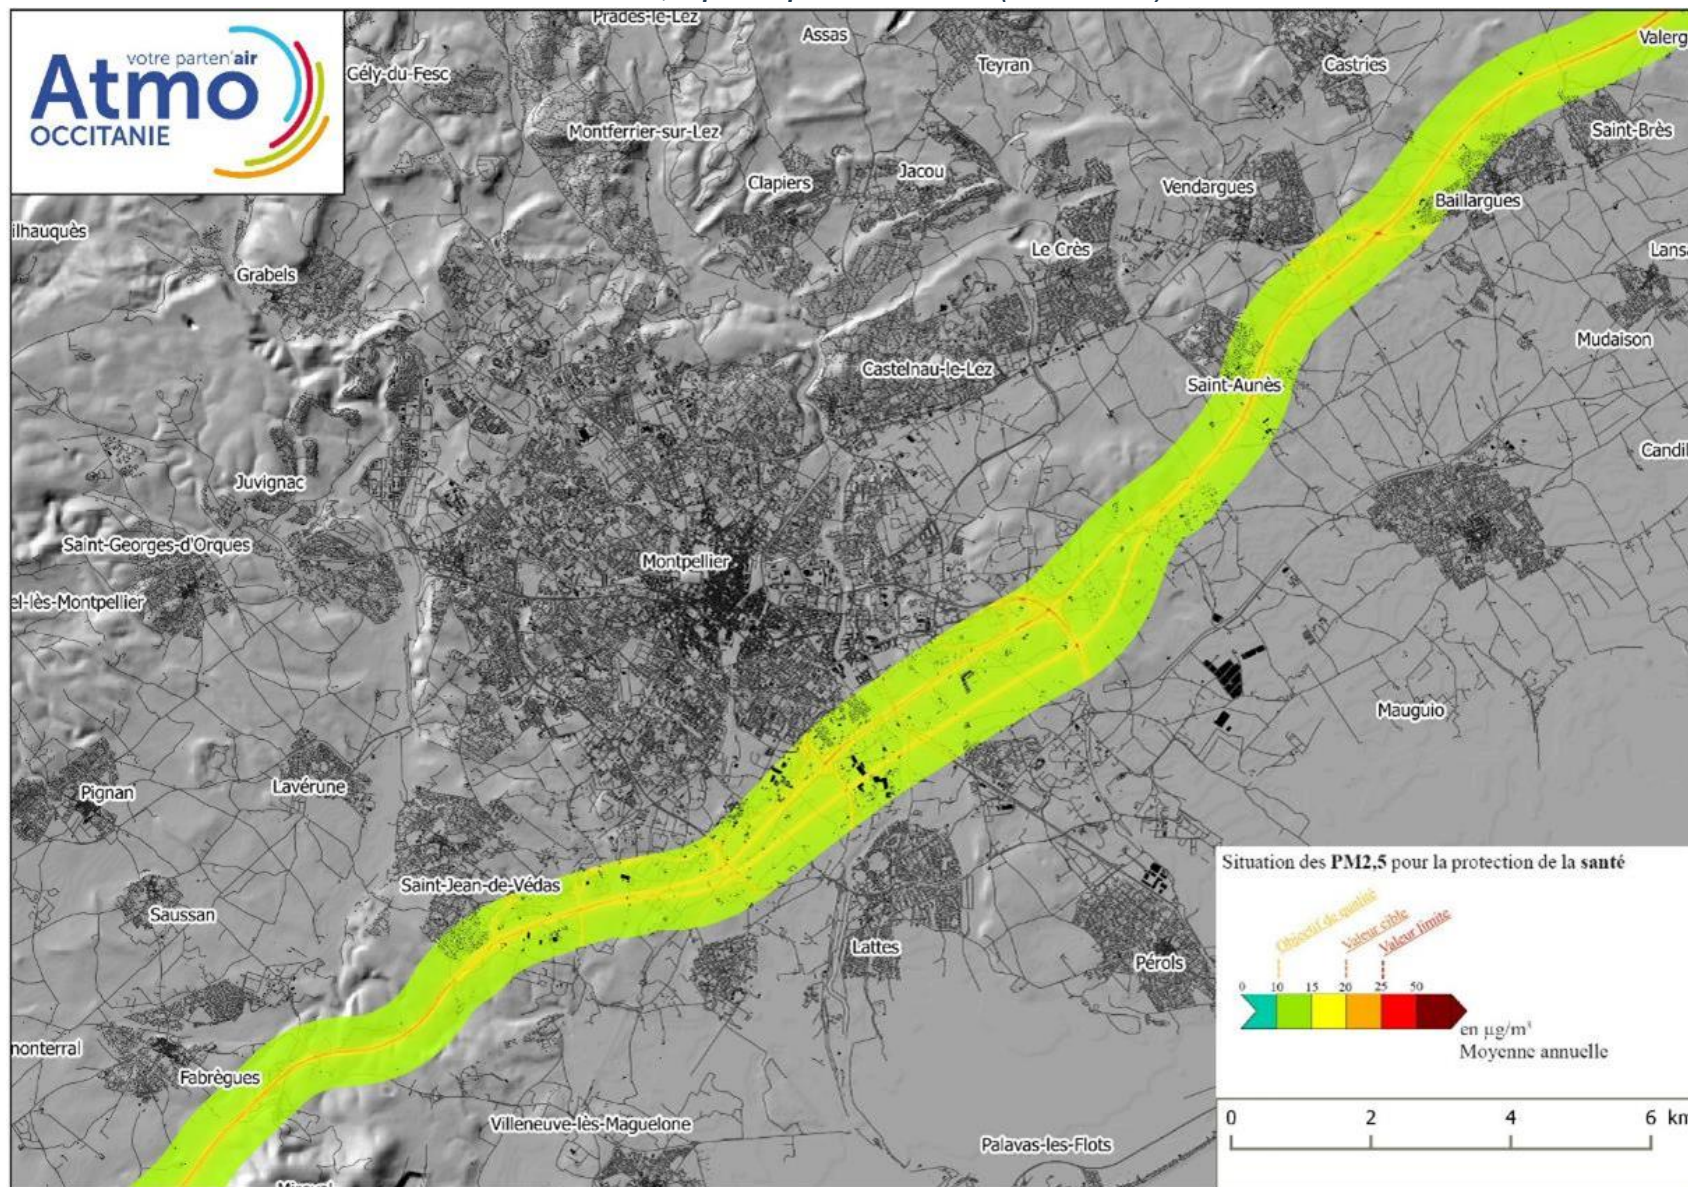 Prades-le-Lez
Assas
Teyran
Castries
Valerg
votre parten'air
Atmo
OCCITANIE
Gély-du-Fesc
Montferrier-sur-Lez
Saint-Brès
Clapiers
Jacou
Vendargues
Baillargues
ilhauquès
Le Crès
Lansa
Grabels
Mudaison
Castelnau-le-Lez
Saint-Aunès
Candil
Juvignac
Saint-Georges-d'Orques
Montpellier
el-lès-Montpellier
Mauguio
Pignan
Lavérune
Saint-Jean-de-Védas
Saussan
Lattes
Pérols
Situation des PM2,5 pour la protection de la santé
Objectif de qualité
Valeur cible
Valeur limite
0 10 15 20 25 50
en µg/m³
Moyenne annuelle
monterral
Fabrègues
Villeneuve-lès-Maguelone
Palavas-les-Flots
0 2 4 6 km